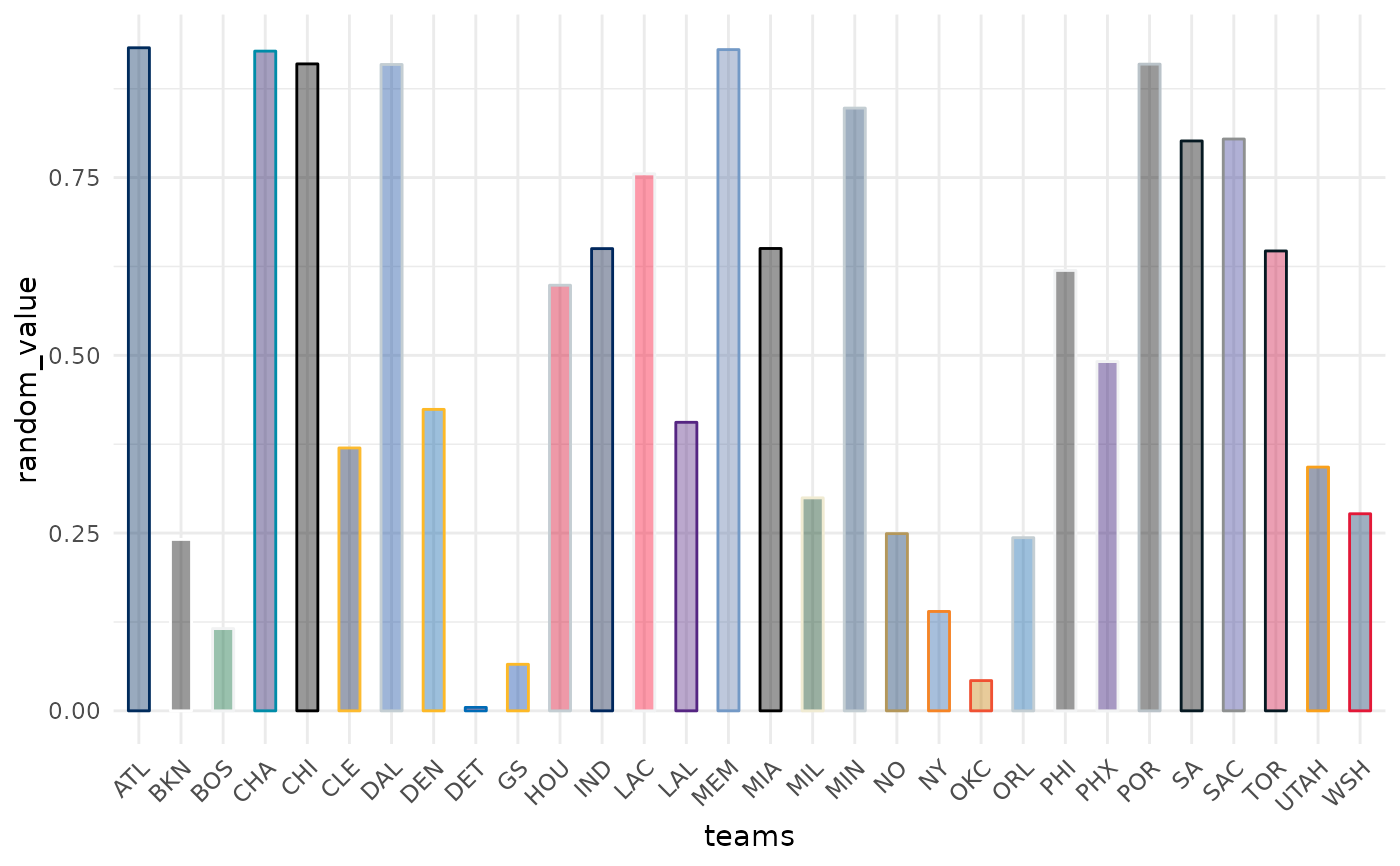 random_value
0.75
0.50
0.25
0.00
ATL BKN BOS CHA CHI CLE DAL DEN DET GS HOU IND LAC LAL MEM MIA MIL MIN NO NY OKC ORL PHI PHX POR SA SAC TOR UTAH WSH
teams